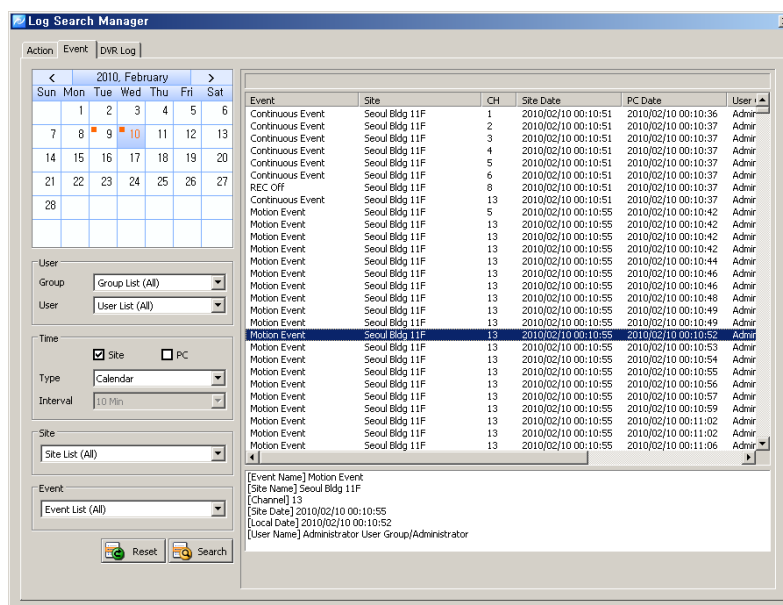 Log Search Manager
Action Event DVR Log
< 2010, February >
Sun Mon Tue Wed Thu Fri Sat
1 2 3 4 5 6
7 8 9 10 11 12 13
14 15 16 17 18 19 20
21 22 23 24 25 26 27
28
User
Group Group List (All)
User User List (All)
Time
Site PC
Type Calendar
Interval 10 Min
Site
Site List (All)
Event
Event List (All)
Reset Search
Event Site CH Site Date PC Date User
Continuous Event Seoul Bldg 11F 1 2010/02/10 00:10:51 2010/02/10 00:10:36 Admir
Continuous Event Seoul Bldg 11F 2 2010/02/10 00:10:51 2010/02/10 00:10:37 Admir
Continuous Event Seoul Bldg 11F 3 2010/02/10 00:10:51 2010/02/10 00:10:37 Admir
Continuous Event Seoul Bldg 11F 4 2010/02/10 00:10:51 2010/02/10 00:10:37 Admir
Continuous Event Seoul Bldg 11F 5 2010/02/10 00:10:51 2010/02/10 00:10:37 Admir
Continuous Event Seoul Bldg 11F 6 2010/02/10 00:10:51 2010/02/10 00:10:37 Admir
REC Off Seoul Bldg 11F 8 2010/02/10 00:10:51 2010/02/10 00:10:37 Admir
Continuous Event Seoul Bldg 11F 13 2010/02/10 00:10:51 2010/02/10 00:10:37 Admir
Motion Event Seoul Bldg 11F 5 2010/02/10 00:10:55 2010/02/10 00:10:42 Admir
Motion Event Seoul Bldg 11F 13 2010/02/10 00:10:55 2010/02/10 00:10:42 Admir
Motion Event Seoul Bldg 11F 13 2010/02/10 00:10:55 2010/02/10 00:10:42 Admir
Motion Event Seoul Bldg 11F 13 2010/02/10 00:10:55 2010/02/10 00:10:42 Admir
Motion Event Seoul Bldg 11F 13 2010/02/10 00:10:55 2010/02/10 00:10:44 Admir
Motion Event Seoul Bldg 11F 13 2010/02/10 00:10:55 2010/02/10 00:10:46 Admir
Motion Event Seoul Bldg 11F 13 2010/02/10 00:10:55 2010/02/10 00:10:46 Admir
Motion Event Seoul Bldg 11F 13 2010/02/10 00:10:55 2010/02/10 00:10:48 Admir
Motion Event Seoul Bldg 11F 13 2010/02/10 00:10:55 2010/02/10 00:10:49 Admir
Motion Event Seoul Bldg 11F 13 2010/02/10 00:10:55 2010/02/10 00:10:49 Admir
Motion Event Seoul Bldg 11F 13 2010/02/10 00:10:55 2010/02/10 00:10:52 Admir
Motion Event Seoul Bldg 11F 13 2010/02/10 00:10:55 2010/02/10 00:10:53 Admir
Motion Event Seoul Bldg 11F 13 2010/02/10 00:10:55 2010/02/10 00:10:54 Admir
Motion Event Seoul Bldg 11F 13 2010/02/10 00:10:55 2010/02/10 00:10:55 Admir
Motion Event Seoul Bldg 11F 13 2010/02/10 00:10:55 2010/02/10 00:10:56 Admir
Motion Event Seoul Bldg 11F 13 2010/02/10 00:10:55 2010/02/10 00:10:57 Admir
Motion Event Seoul Bldg 11F 13 2010/02/10 00:10:55 2010/02/10 00:10:59 Admir
Motion Event Seoul Bldg 11F 13 2010/02/10 00:10:55 2010/02/10 00:11:02 Admir
Motion Event Seoul Bldg 11F 13 2010/02/10 00:10:55 2010/02/10 00:11:02 Admir
Motion Event Seoul Bldg 11F 13 2010/02/10 00:10:55 2010/02/10 00:11:06 Admir
[Event Name] Motion Event
[Site Name] Seoul Bldg 11F
[Channel] 13
[Site Date] 2010/02/10 00:10:55
[Local Date] 2010/02/10 00:10:52
[User Name] Administrator User Group/Administrator